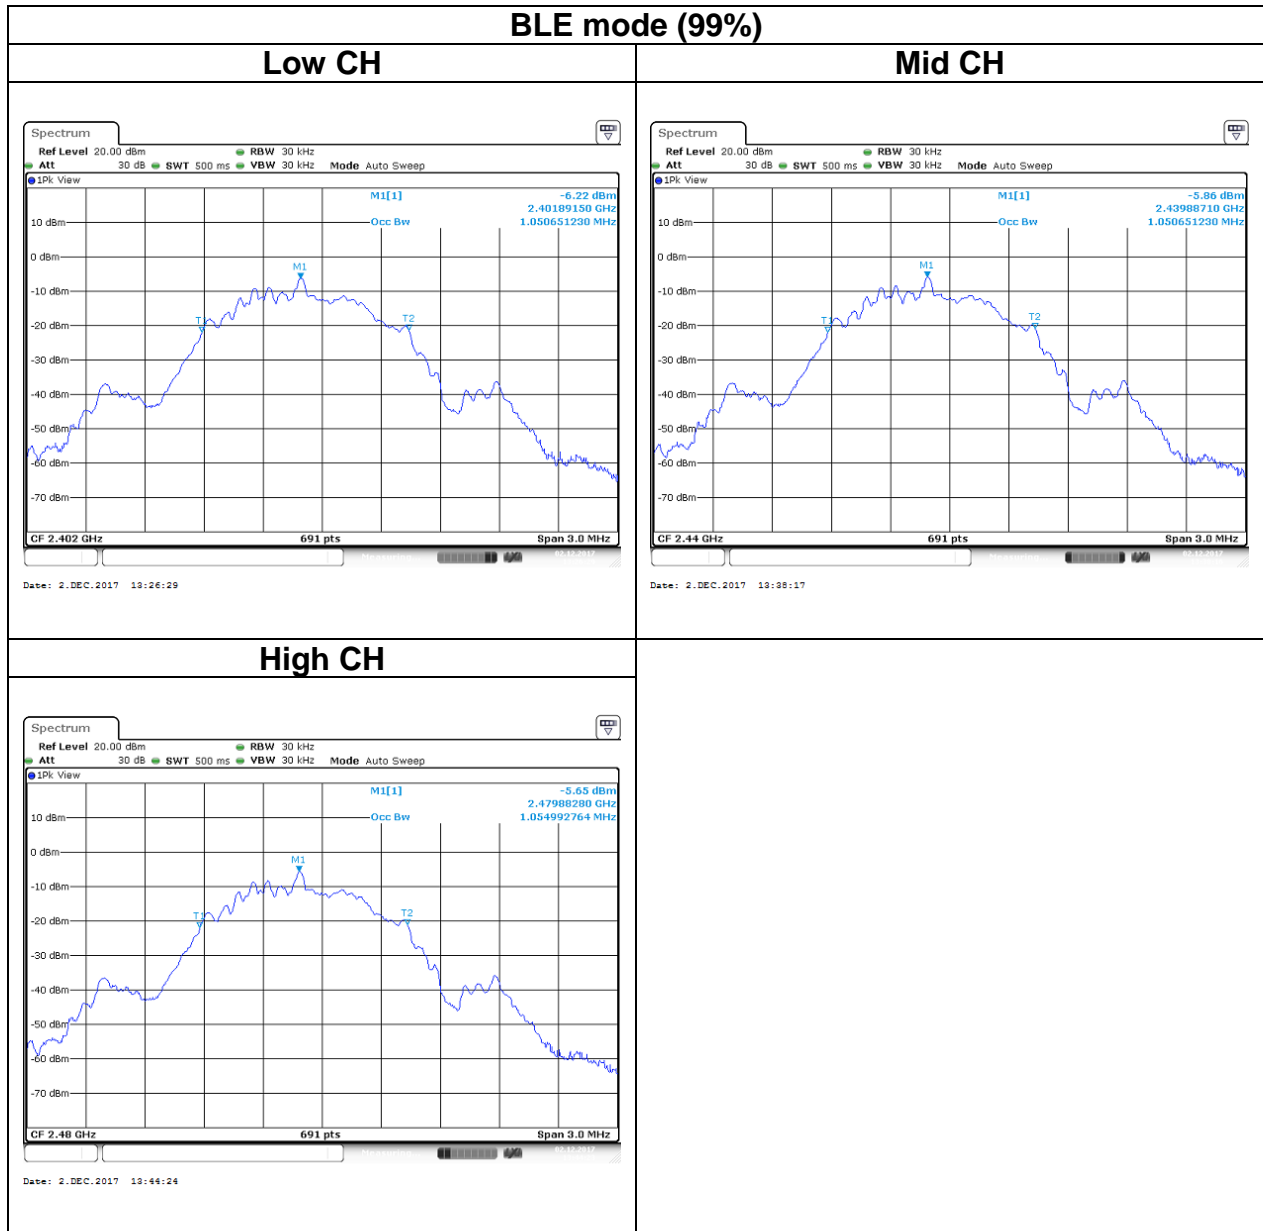 BLE mode (99%)
Low CH
Mid CH
Spectrum
Ref Level 20.00 dBm RBW 30 kHz
Att 30 dB SWT 500 ms VBW 30 kHz Mode Auto Sweep
1Pk View
M1[1] -6.22 dBm
2.40189150 GHz
10 dBm Occ Bw 1.050651230 MHz
0 dBm
M1
-10 dBm
T1 T2
-20 dBm
-30 dBm
-40 dBm
-50 dBm
-60 dBm
-70 dBm
CF 2.402 GHz 691 pts Span 3.0 MHz
02.12.2017
Date: 2.DEC.2017 13:26:29
Spectrum
Ref Level 20.00 dBm RBW 30 kHz
Att 30 dB SWT 500 ms VBW 30 kHz Mode Auto Sweep
1Pk View
M1[1] -5.86 dBm
2.43988710 GHz
10 dBm Occ Bw 1.050651230 MHz
0 dBm
M1
-10 dBm
T1 T2
-20 dBm
-30 dBm
-40 dBm
-50 dBm
-60 dBm
-70 dBm
CF 2.44 GHz 691 pts Span 3.0 MHz
02.12.2017
Date: 2.DEC.2017 13:38:17
High CH
Spectrum
Ref Level 20.00 dBm RBW 30 kHz
Att 30 dB SWT 500 ms VBW 30 kHz Mode Auto Sweep
1Pk View
M1[1] -5.65 dBm
2.47988280 GHz
10 dBm Occ Bw 1.054992764 MHz
0 dBm
M1
-10 dBm
T1 T2
-20 dBm
-30 dBm
-40 dBm
-50 dBm
-60 dBm
-70 dBm
CF 2.48 GHz 691 pts Span 3.0 MHz
Measuring... 02.12.2017
Date: 2.DEC.2017 13:44:24